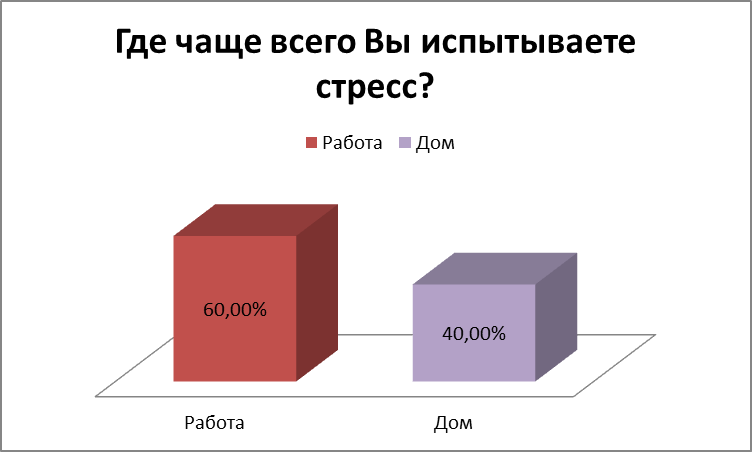 Где чаще всего Вы испытываете
стресс?
Работа Дом
60,00%
40,00%
Работа
Дом